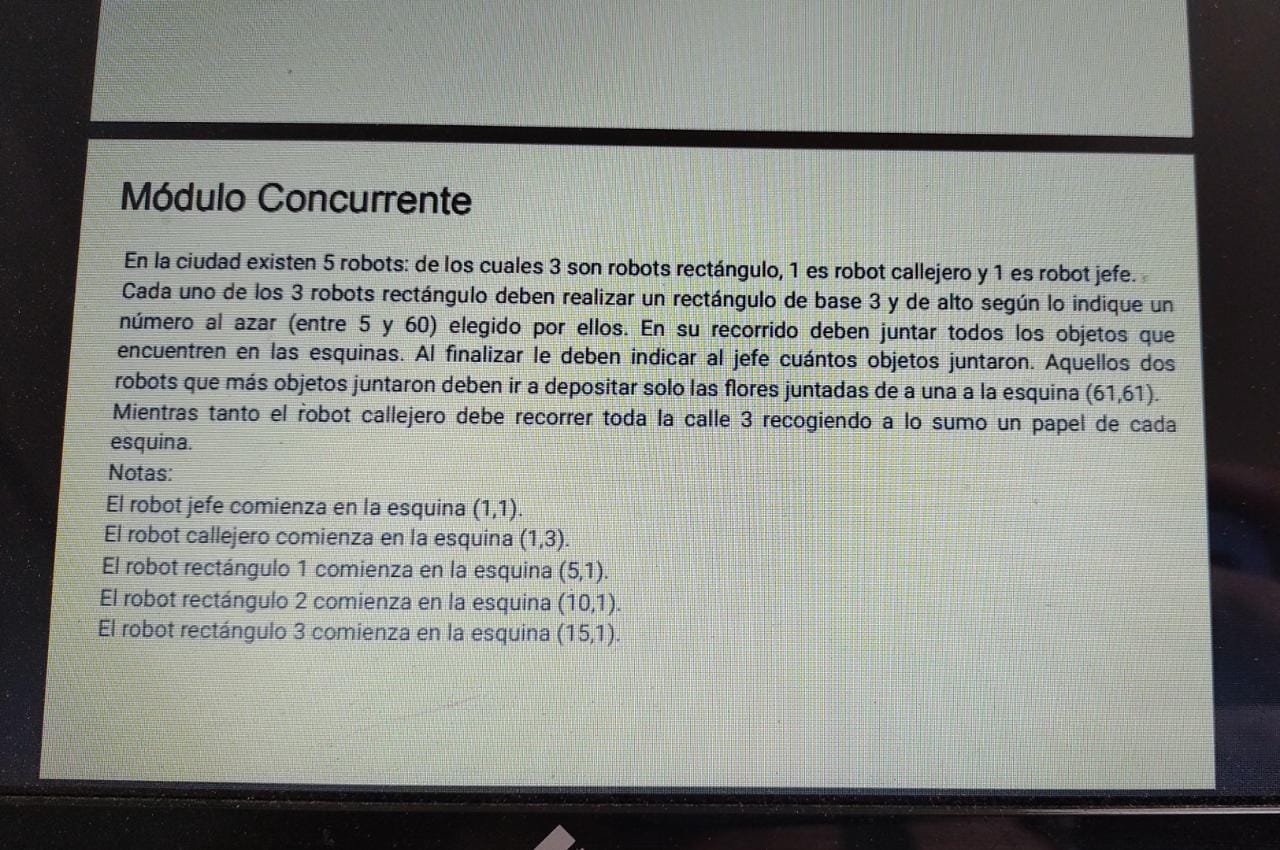 Módulo Concurrente
En la ciudad existen 5 robots: de los cuales 3 son robots rectángulo, 1 es robot callejero y 1 es robot jefe.
Cada uno de los 3 robots rectángulo deben realizar un rectángulo de base 3 y de alto según lo indique un
número al azar (entre 5 y 60) elegido por ellos. En su recorrido deben juntar todos los objetos que
encuentren en las esquinas. Al finalizar le deben indicar al jefe cuántos objetos juntaron. Aquellos dos
robots que más objetos juntaron deben ir a depositar solo las flores juntadas de a una a la esquina (61,61).
Mientras tanto el robot callejero debe recorrer toda la calle 3 recogiendo a lo sumo un papel de cada
esquina.
Notas:
El robot jefe comienza en la esquina (1,1).
El robot callejero comienza en la esquina (1,3).
El robot rectángulo 1 comienza en la esquina (5,1).
El robot rectángulo 2 comienza en la esquina (10,1).
El robot rectángulo 3 comienza en la esquina (15,1).